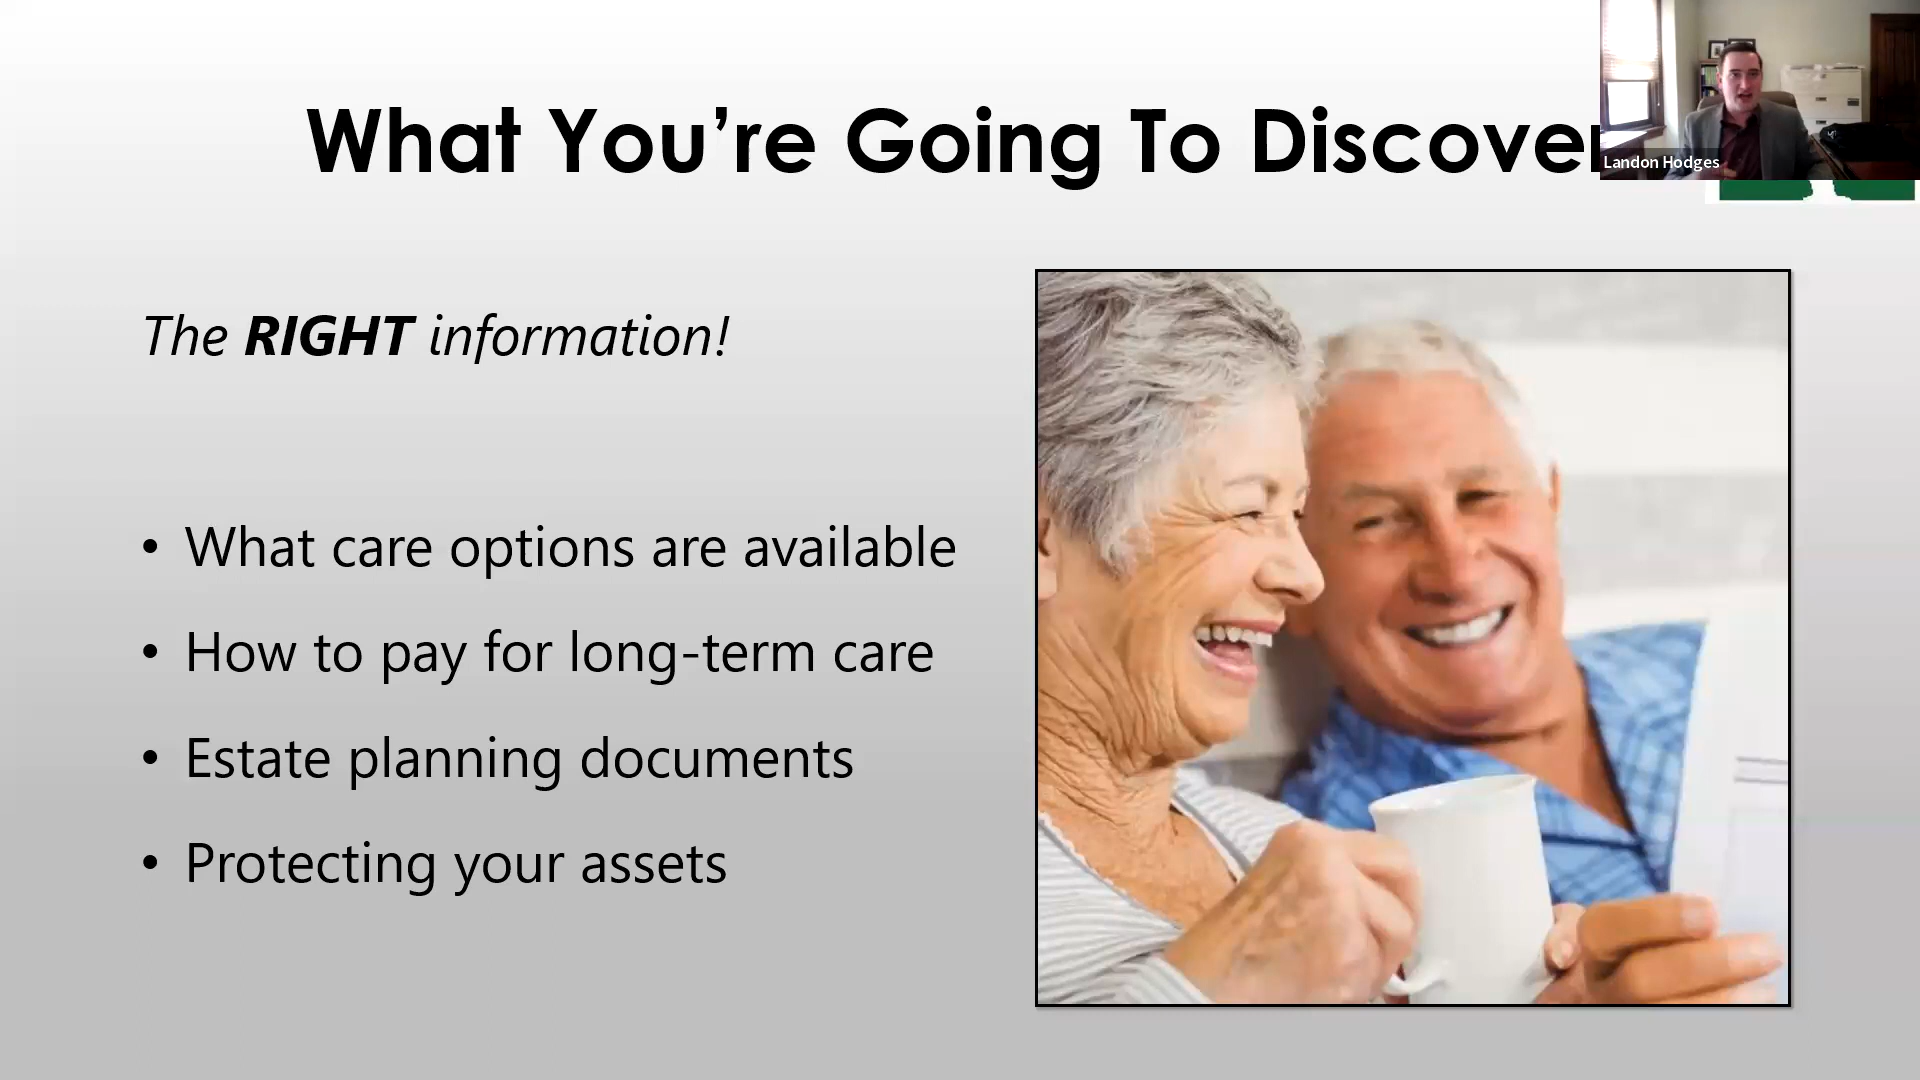 What You’re Going To Discover
Landon Hodges
The RIGHT information!
• What care options are available
• How to pay for long-term care
• Estate planning documents
• Protecting your assets